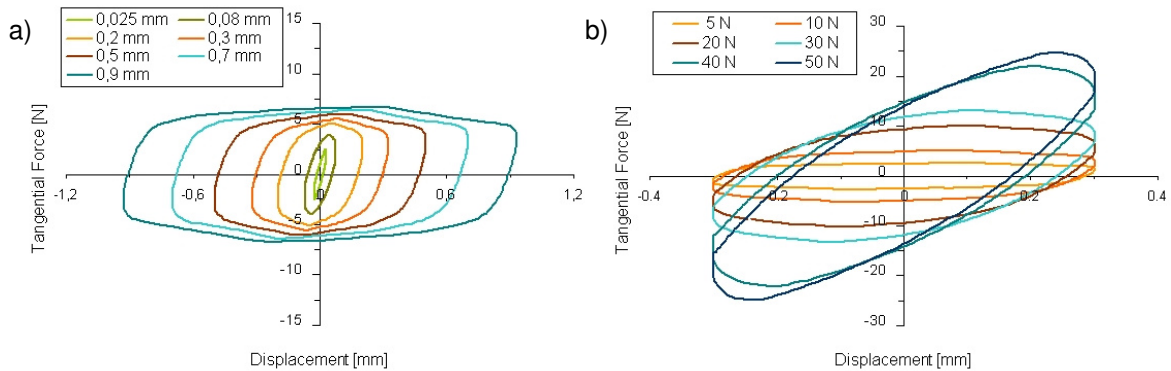 a)
0,025 mm 0,08 mm
0,2 mm 0,3 mm
0,5 mm 0,7 mm
0,9 mm
15
10
5
0
-1,2 -0,6 0 0,6 1,2
-5
-10
-15
Tangential Force [N]
Displacement [mm]
b)
5 N 10 N
20 N 30 N
40 N 50 N
30
20
10
0
-0.4 -0.2 0 0.2 0.4
-10
-20
-30
Tangential Force [N]
Displacement [mm]